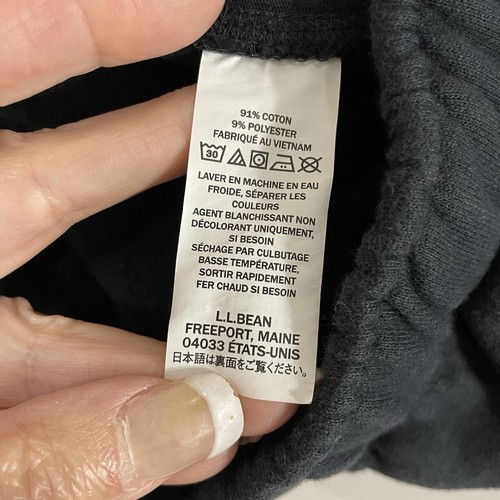 91% COTON
9% POLYESTER
FABRIQUÉ AU VIETNAM
30
LAVER EN MACHINE EN EAU
FROIDE, SÉPARER LES
COULEURS
AGENT BLANCHISSANT NON
DÉCOLORANT UNIQUEMENT,
SI BESOIN
SÉCHAGE PAR CULBUTAGE
BASSE TEMPÉRATURE,
SORTIR RAPIDEMENT
FER CHAUD SI BESOIN
L.L.BEAN
FREEPORT, MAINE
04033 ÉTATS-UNIS
日本語は裏面をご覧ください。